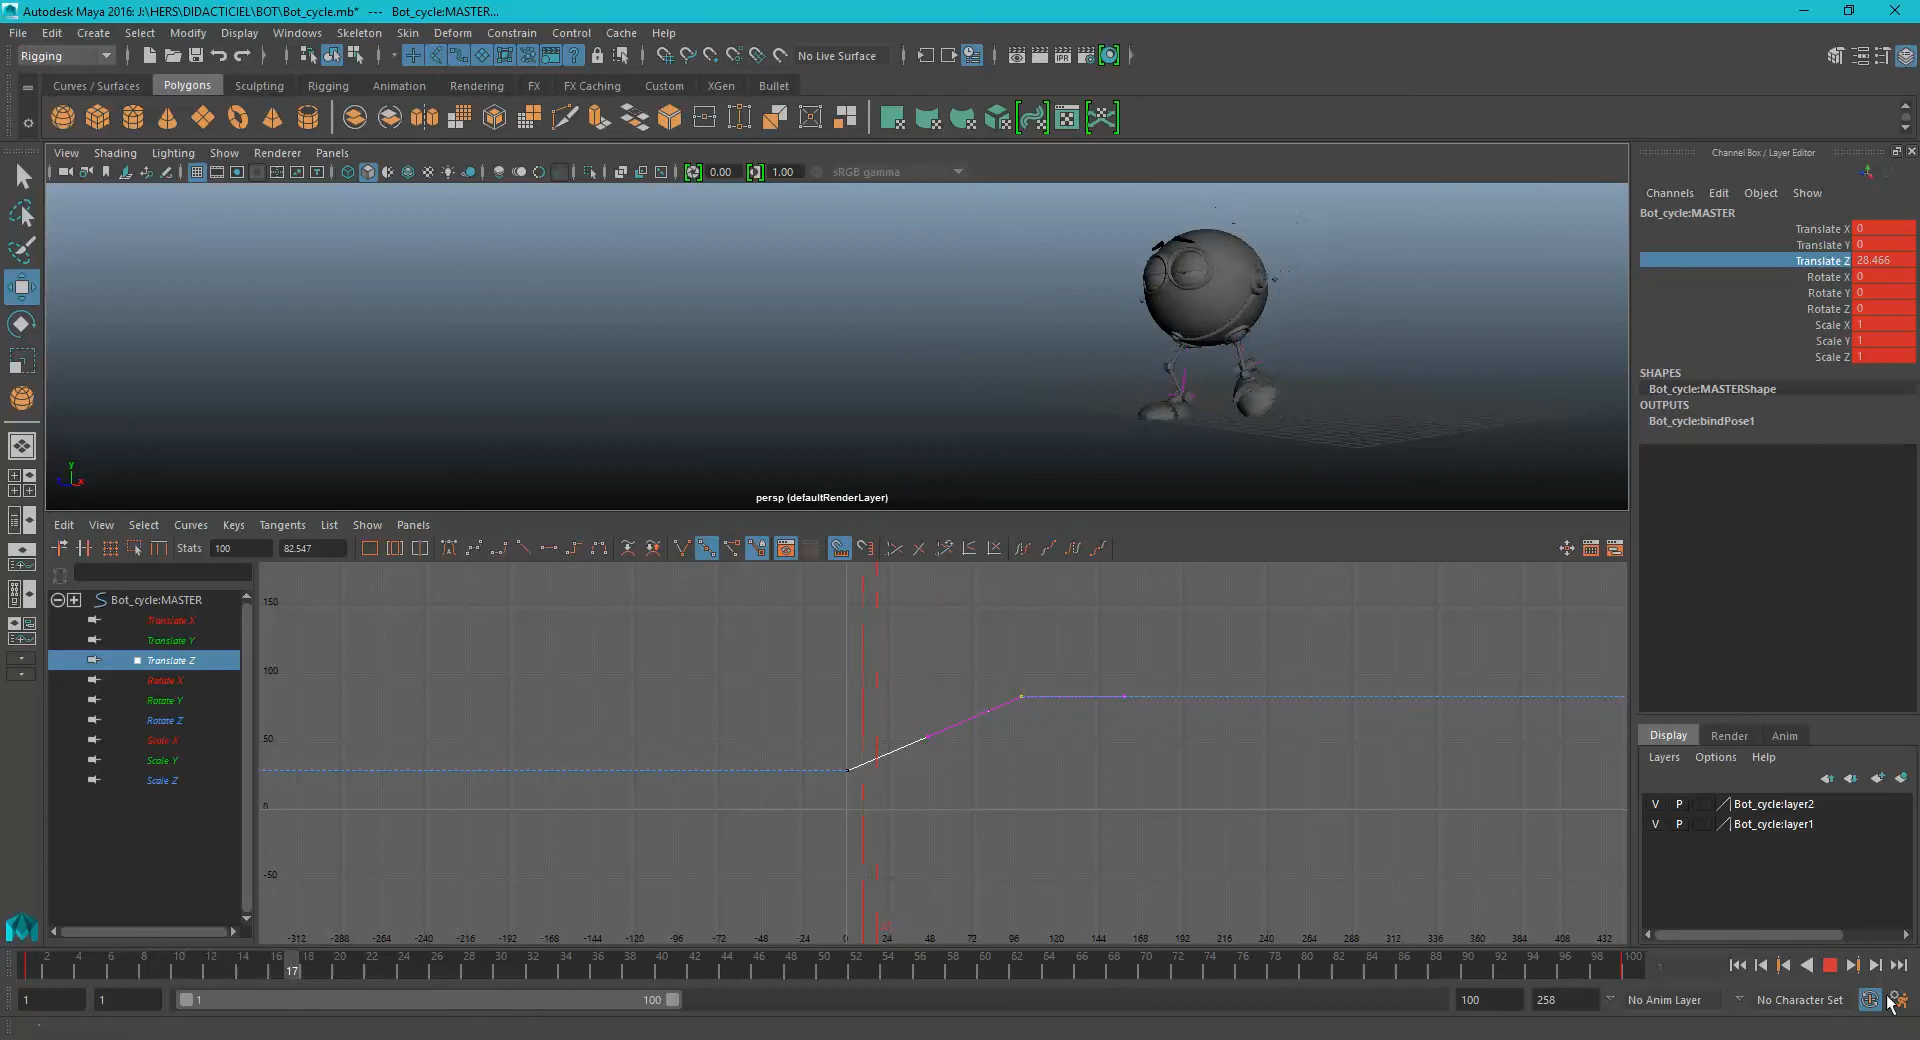 Autodesk Maya 2016: J:\HERS\DIDACTICIEL\BOT\Bot_cycle.mb* --- Bot_cycle:MASTER...
File Edit Create Select Modify Display Windows Skeleton Skin Deform Constrain Control Cache Help
Rigging No Live Surface IPR
Curves / Surfaces Polygons Sculpting Rigging Animation Rendering FX FX Caching Custom XGen Bullet
View Shading Lighting Show Renderer Panels
0.00 1.00 sRGB gamma
y
x
persp (defaultRenderLayer)
Channel Box / Layer Editor
Channels Edit Object Show
Bot_cycle:MASTER
Translate X 0
Translate Y 0
Translate Z 28.466
Rotate X 0
Rotate Y 0
Rotate Z 0
Scale X 1
Scale Y 1
Scale Z 1
SHAPES
Bot_cycle:MASTERShape
OUTPUTS
Bot_cycle:bindPose1
Edit View Select Curves Keys Tangents List Show Panels
Stats 100 82.547
Bot_cycle:MASTER
Translate X
Translate Y
Translate Z
Rotate X
Rotate Y
Rotate Z
Scale X
Scale Y
Scale Z
150
100
50
0
-50
-312 -288 -264 -240 -216 -192 -168 -144 -120 -96 -72 -48 -24 0 24 48 72 96 120 144 168 192 216 240 264 288 312 336 360 384 408 432
Display Render Anim
Layers Options Help
V P Bot_cycle:layer2
V P Bot_cycle:layer1
2 4 6 8 10 12 14 16 18 20 22 24 26 28 30 32 34 36 38 40 42 44 46 48 50 52 54 56 58 60 62 64 66 68 70 72 74 76 78 80 82 84 86 88 90 92 94 96 98 100
17
1
1 1 1 100 100 258 No Anim Layer No Character Set